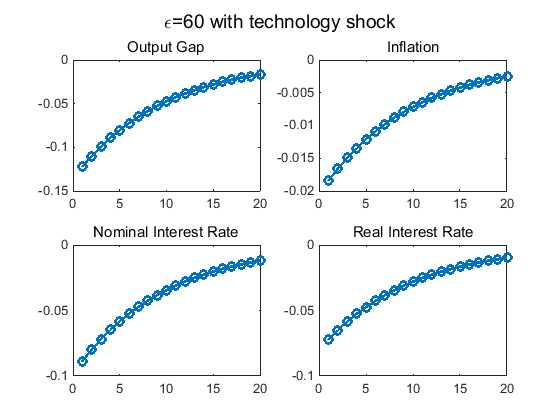 ϵ=60 with technology shock
Output Gap
0
-0.05
-0.1
-0.15
0 5 10 15 20
Inflation
0
-0.005
-0.01
-0.015
-0.02
0 5 10 15 20
Nominal Interest Rate
0
-0.05
-0.1
0 5 10 15 20
Real Interest Rate
0
-0.05
-0.1
0 5 10 15 20